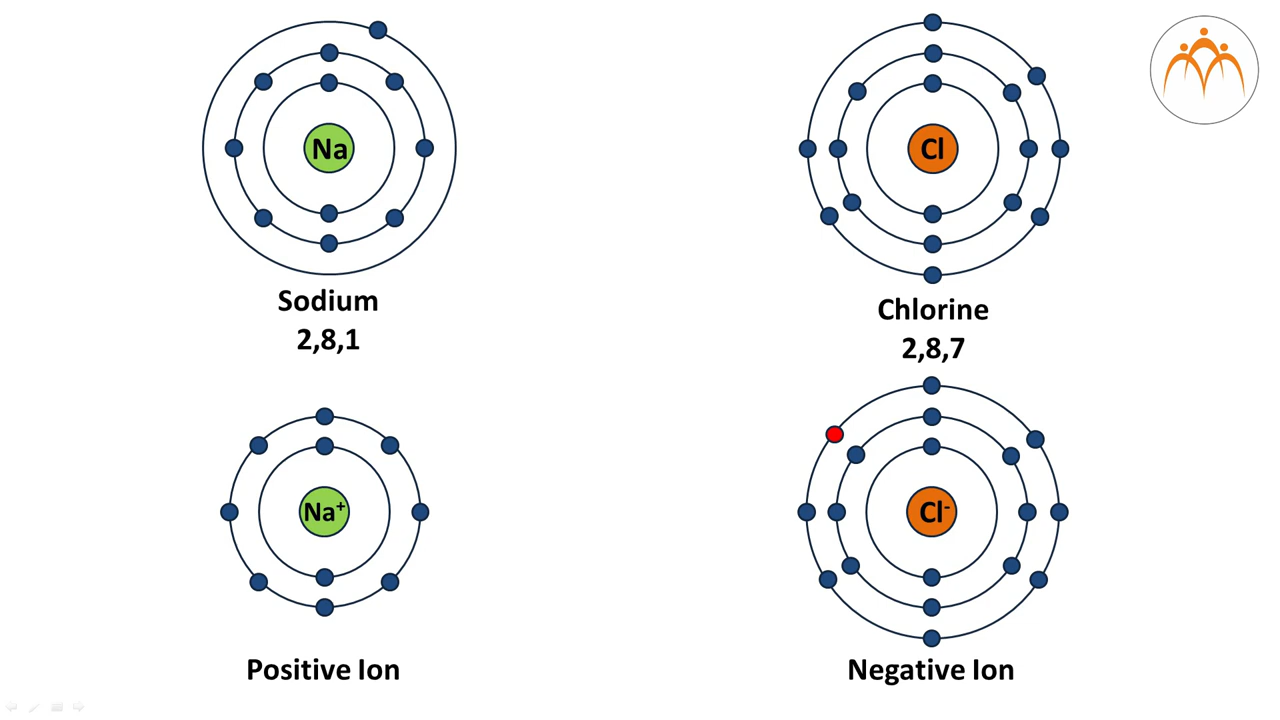 Na
Cl
Sodium
2,8,1
Chlorine
2,8,7
Na⁺
Cl⁻
Positive Ion
Negative Ion